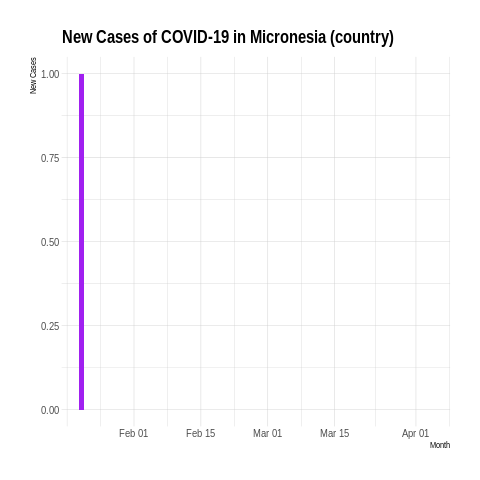 New Cases of COVID-19 in Micronesia (country)
New Cases
1.00
0.75
0.50
0.25
0.00
Feb 01 Feb 15 Mar 01 Mar 15 Apr 01
Month